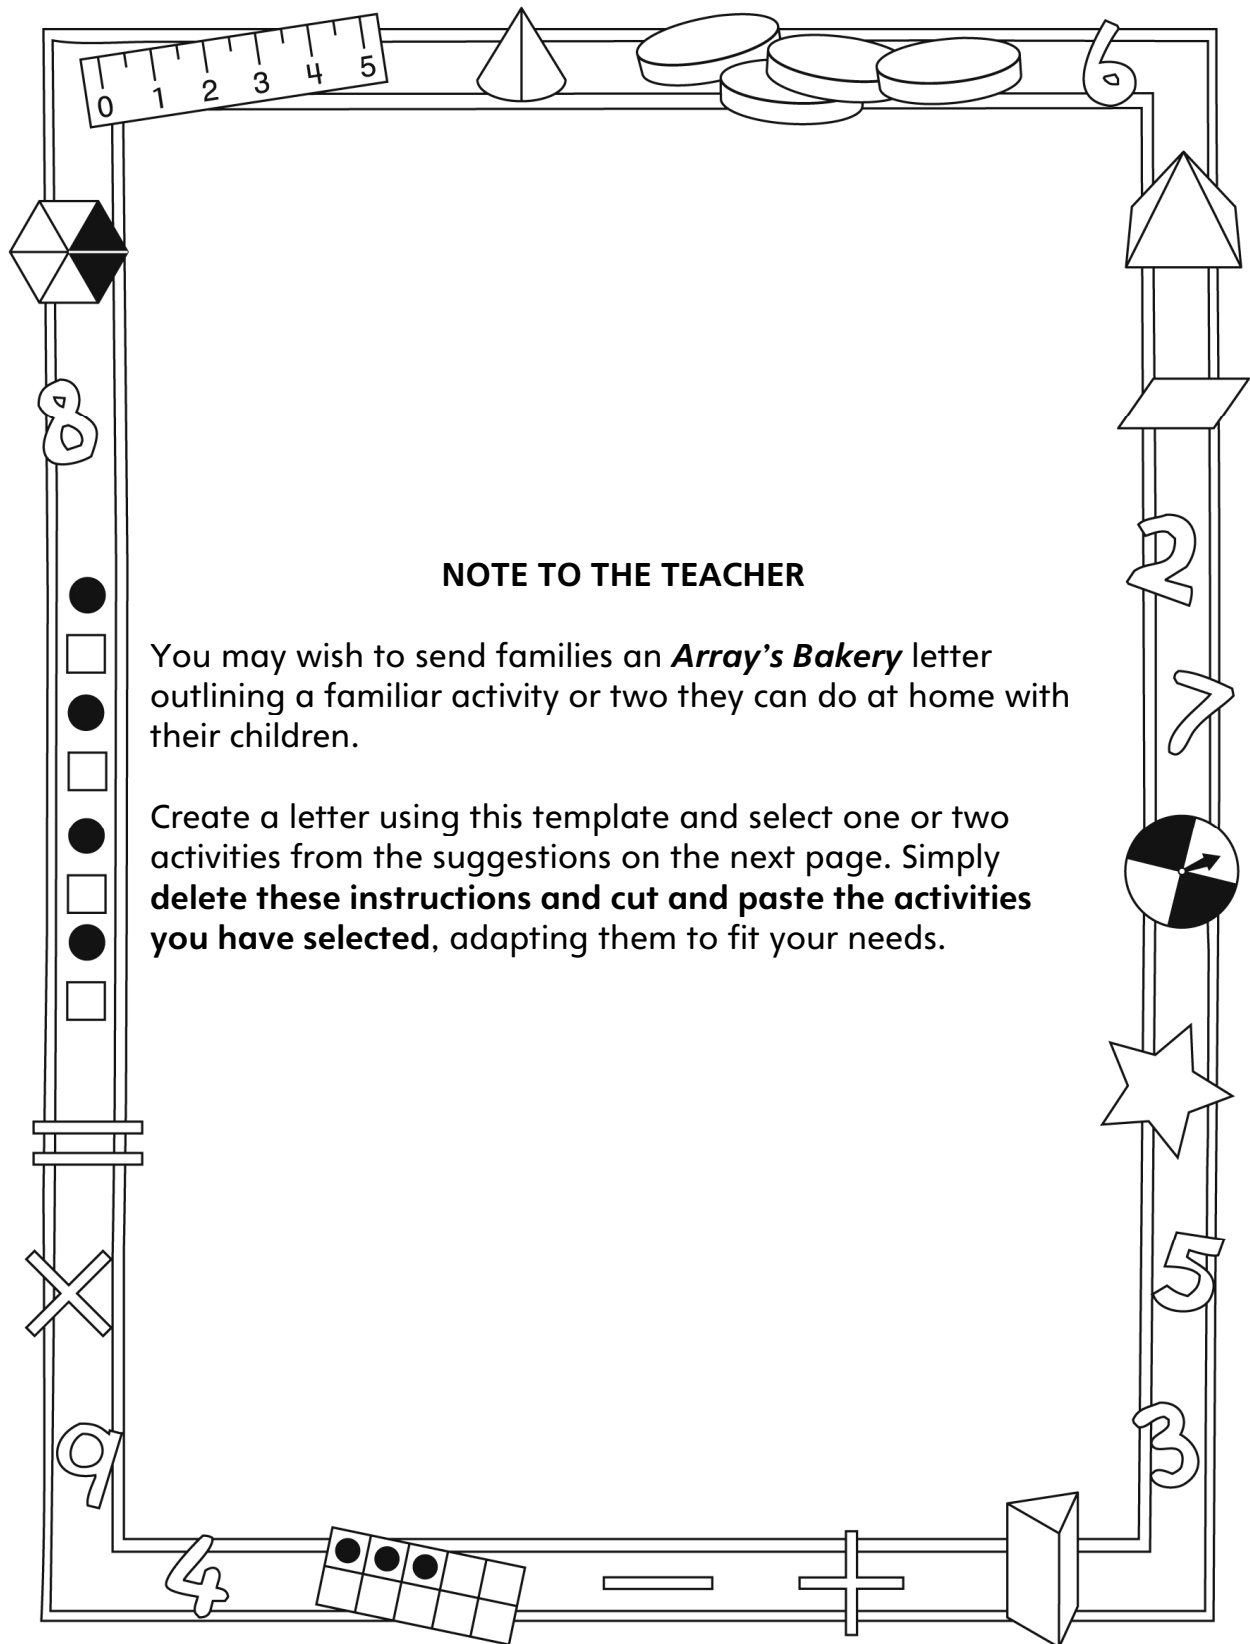 0 1 2 3 4 5
6
8
2
NOTE TO THE TEACHER
You may wish to send families an Array’s Bakery letter
outlining a familiar activity or two they can do at home with
their children.
7
Create a letter using this template and select one or two
activities from the suggestions on the next page. Simply
delete these instructions and cut and paste the activities
you have selected, adapting them to fit your needs.
=
5
×
3
9
4
− +